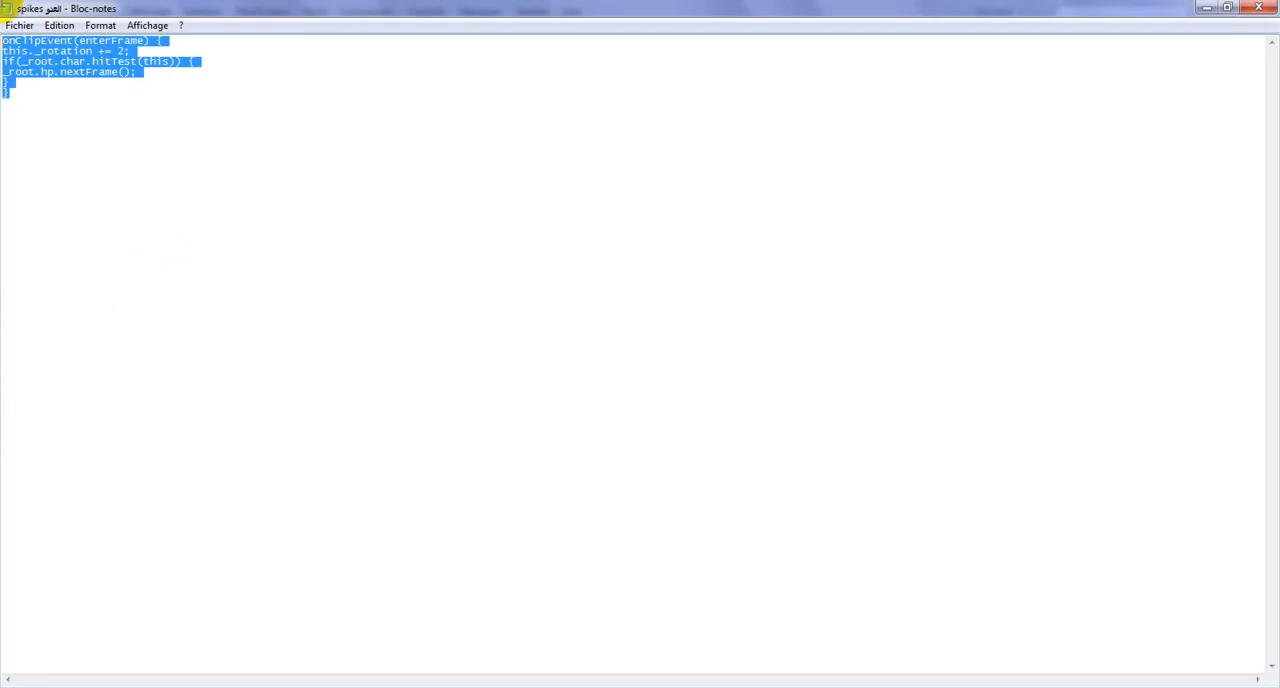 spikes العدو - Bloc-notes
Fichier Edition Format Affichage ?
onClipEvent(enterFrame) {
this._rotation += 2;
if(_root.char.hitTest(this)) {
_root.hp.nextFrame();
}
}